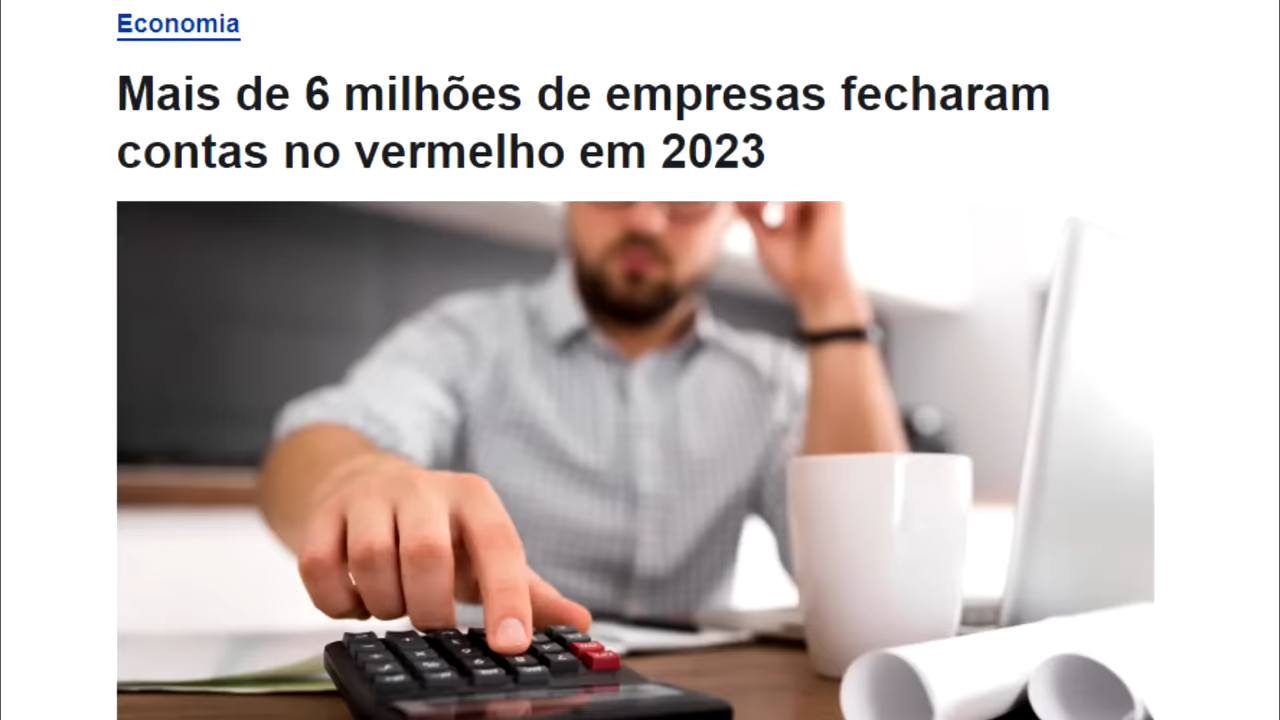 Economia
Mais de 6 milhões de empresas fecharam
contas no vermelho em 2023